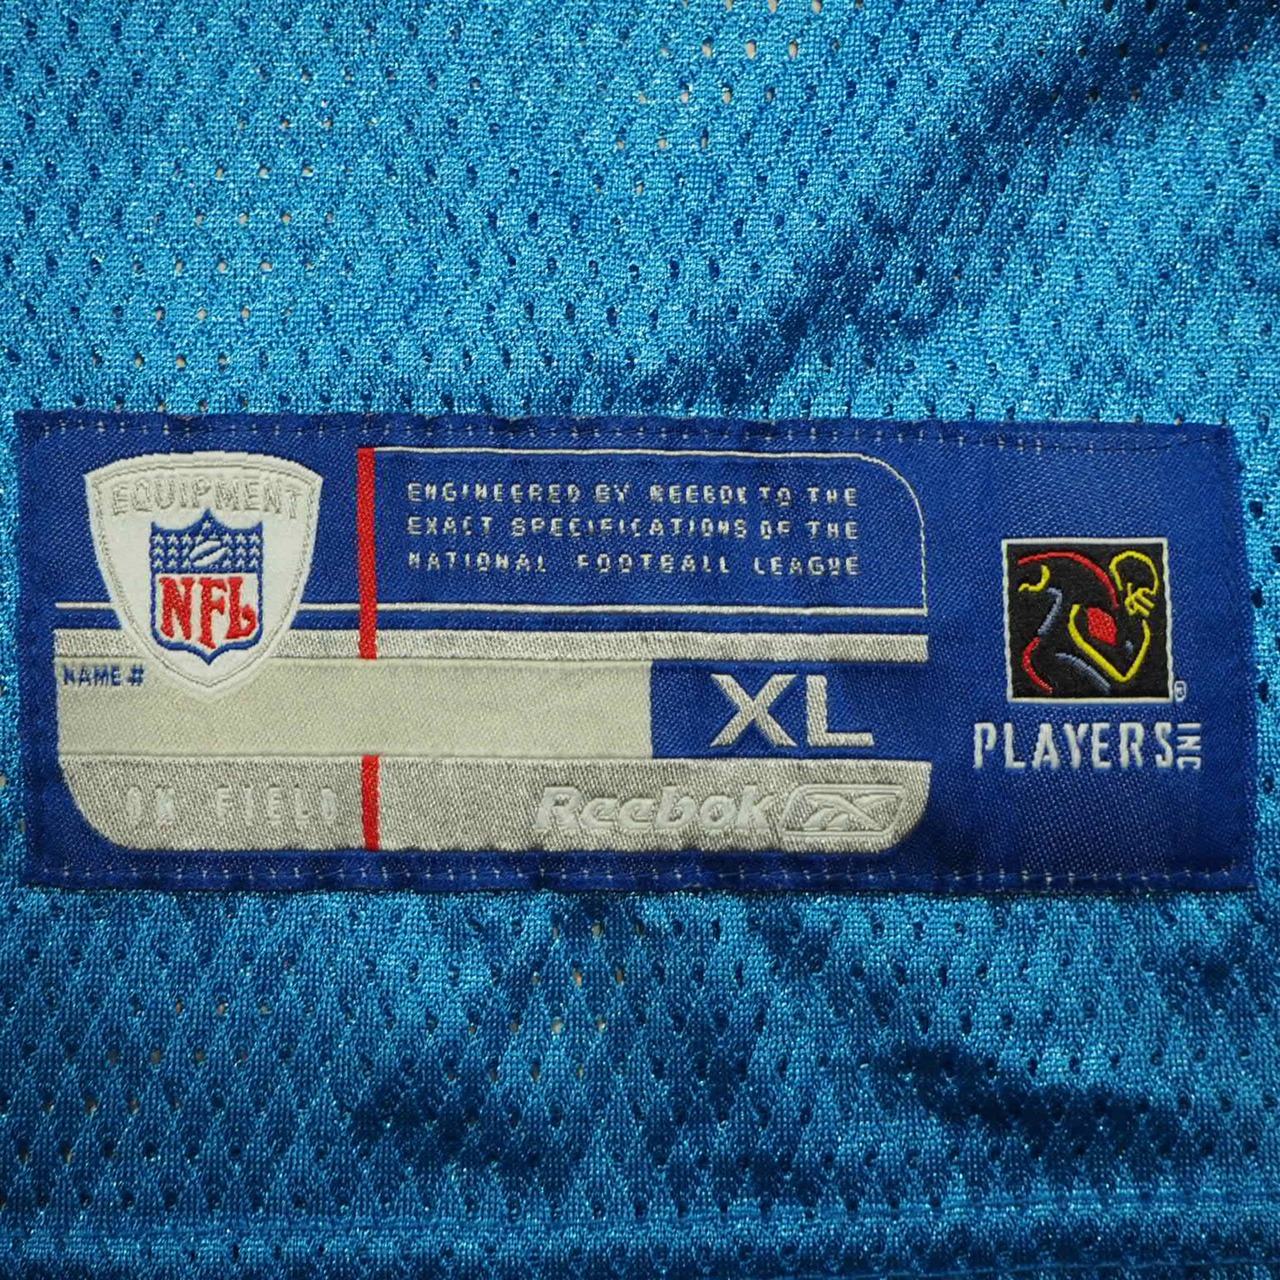 EQUIPMENT
NFL
ENGINEERED BY REEBOK TO THE
EXACT SPECIFICATIONS OF THE
NATIONAL FOOTBALL LEAGUE
NAME #
XL
ON FIELD
Reebok
®
PLAYERS INC